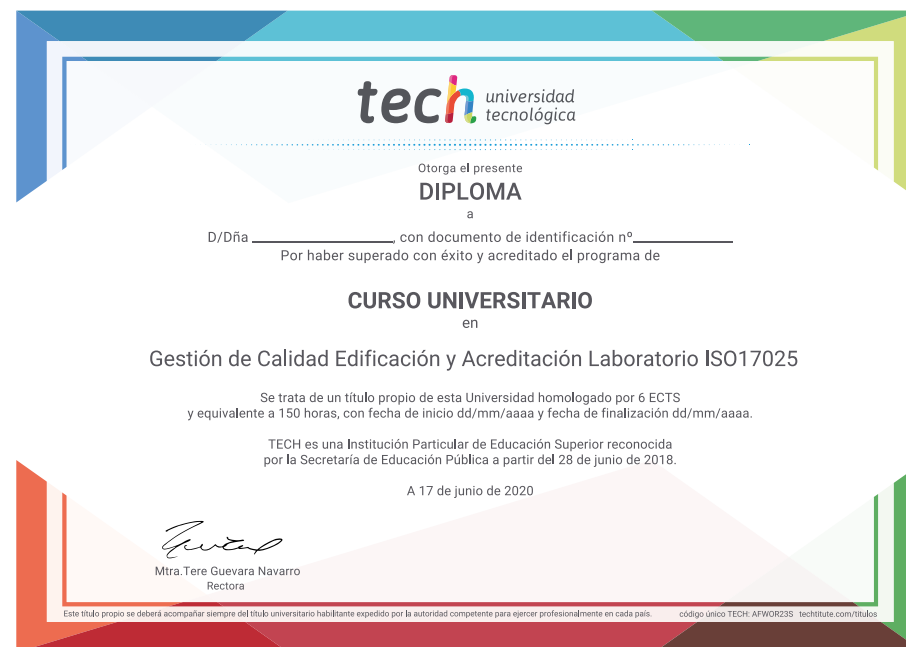 tech universidad
tecnológica
Otorga el presente
DIPLOMA
a
D/Dña ____________________, con documento de identificación nº______________
Por haber superado con éxito y acreditado el programa de
CURSO UNIVERSITARIO
en
Gestión de Calidad Edificación y Acreditación Laboratorio ISO17025
Se trata de un título propio de esta Universidad homologado por 6 ECTS
y equivalente a 150 horas, con fecha de inicio dd/mm/aaaa y fecha de finalización dd/mm/aaaa.
TECH es una Institución Particular de Educación Superior reconocida
por la Secretaría de Educación Pública a partir del 28 de junio de 2018.
A 17 de junio de 2020
Mtra.Tere Guevara Navarro
Rectora
Este título propio se deberá acompañar siempre del título universitario habilitante expedido por la autoridad competente para ejercer profesionalmente en cada país. código único TECH: AFWOR23S techtitute.com/titulos